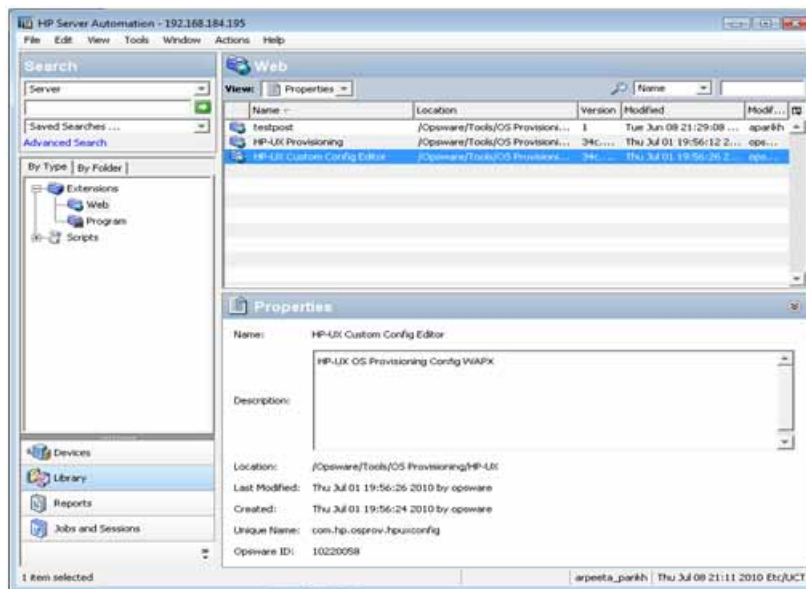 HP Server Automation - 192.168.184.195
File Edit View Tools Window Actions Help
Search
Server
Saved Searches ...
Advanced Search
By Type By Folder
Extensions
Web
Program
Scripts
Devices
Library
Reports
Jobs and Sessions
1 item selected
Web
View: Properties Name
Name Location Version Modified Modif...
testpost /Opsware/Tools/OS Provisioni... 1 Tue Jun 08 21:29:08 ... aparikh
HP-UX Provisioning /Opsware/Tools/OS Provisioni... 34c.... Thu Jul 01 19:56:12 2... ops...
HP-UX Custom Config Editor /Opsware/Tools/OS Provisioni... 34c.... Thu Jul 01 19:56:26 2... ops...
Properties
Name: HP-UX Custom Config Editor
Description: HP-UX OS Provisioning Config WAPX
Location: /Opsware/Tools/OS Provisioning/HP-UX
Last Modified: Thu Jul 01 19:56:26 2010 by opsware
Created: Thu Jul 01 19:56:24 2010 by opsware
Unique Name: com.hp.osprov.hpuxconfig
Opsware ID: 10220058
arpeeta_parikh Thu Jul 08 21:11 2010 Etc/UCT